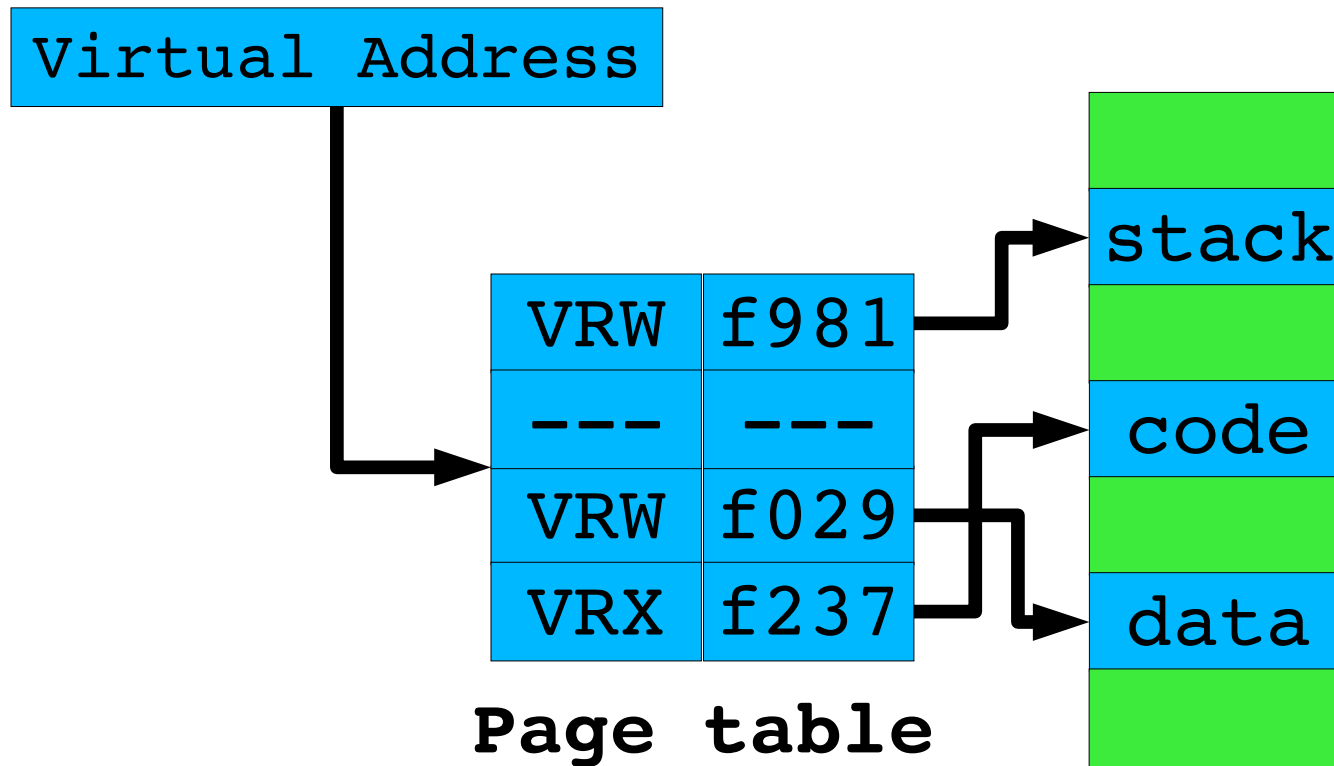 Virtual Address
stack
VRW f981
--- ---
code
VRW f029
VRX f237
data
Page table